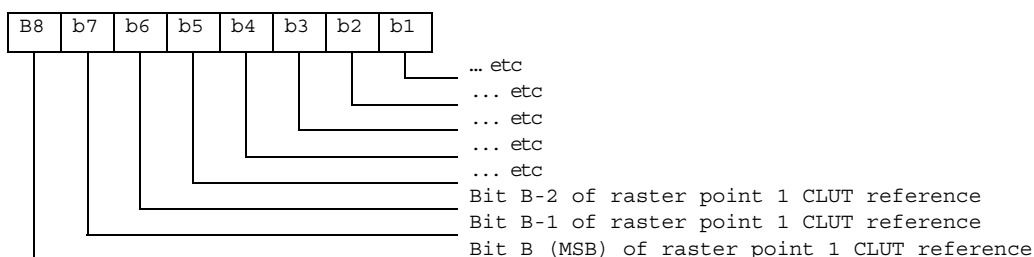 B8 b7 b6 b5 b4 b3 b2 b1
… etc
... etc
... etc
... etc
... etc
Bit B-2 of raster point 1 CLUT reference
Bit B-1 of raster point 1 CLUT reference
Bit B (MSB) of raster point 1 CLUT reference